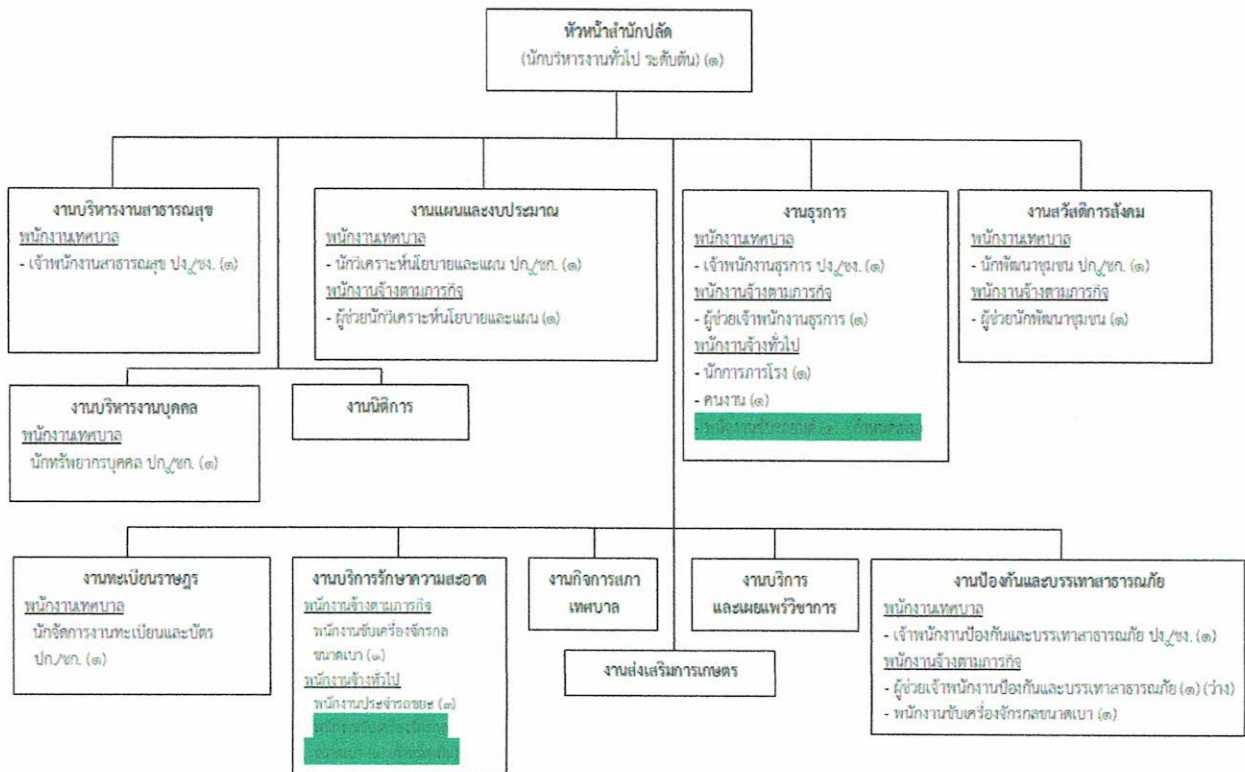 หัวหน้าสำนักปลัด
(นักบริหารงานทั่วไป ระดับต้น) (๑)
งานบริหารงานสาธารณสุข
พนักงานเทศบาล
- เจ้าพนักงานสาธารณสุข ปง./ชง. (๑)
งานแผนและงบประมาณ
พนักงานเทศบาล
- นักวิเคราะห์นโยบายและแผน ปก./ชก. (๑)
พนักงานจ้างตามภารกิจ
- ผู้ช่วยนักวิเคราะห์นโยบายและแผน (๑)
งานธุรการ
พนักงานเทศบาล
- เจ้าพนักงานธุรการ ปง./ชง. (๑)
พนักงานจ้างตามภารกิจ
- ผู้ช่วยเจ้าพนักงานธุรการ (๑)
พนักงานจ้างทั่วไป
- นักการภารโรง (๑)
- คนงาน (๑)
- พนักงานขับรถยนต์
งานสวัสดิการสังคม
พนักงานเทศบาล
- นักพัฒนาชุมชน ปก./ชก. (๑)
พนักงานจ้างตามภารกิจ
- ผู้ช่วยนักพัฒนาชุมชน (๑)
งานบริหารงานบุคคล
พนักงานเทศบาล
นักทรัพยากรบุคคล ปก./ชก. (๑)
งานนิติการ
งานทะเบียนราษฎร
พนักงานเทศบาล
นักจัดการงานทะเบียนและบัตร
ปก./ชก. (๑)
งานบริการรักษาความสะอาด
พนักงานจ้างตามภารกิจ
พนักงานขับเครื่องจักรกล
ขนาดเบา (๑)
พนักงานจ้างทั่วไป
พนักงานประจำรถขยะ (๓)
พนักงานขับเครื่องจักรกล
ขนาดเบา
งานกิจการสภา
เทศบาล
งานบริการ
และเผยแพร่วิชาการ
งานส่งเสริมการเกษตร
งานป้องกันและบรรเทาสาธารณภัย
พนักงานเทศบาล
- เจ้าพนักงานป้องกันและบรรเทาสาธารณภัย ปง./ชง. (๑)
พนักงานจ้างตามภารกิจ
- ผู้ช่วยเจ้าพนักงานป้องกันและบรรเทาสาธารณภัย (๑) (ว่าง)
- พนักงานขับเครื่องจักรกลขนาดเบา (๑)